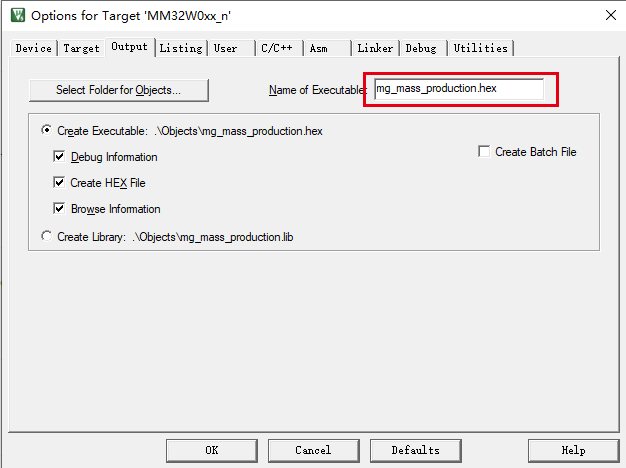 Options for Target 'MM32W0xx_n'
Device Target Output Listing User C/C++ Asm Linker Debug Utilities
Select Folder for Objects... Name of Executable: mg_mass_production.hex
Create Executable: .\Objects\mg_mass_production.hex
Debug Information Create Batch File
Create HEX File
Browse Information
Create Library: .\Objects\mg_mass_production.lib
OK Cancel Defaults Help